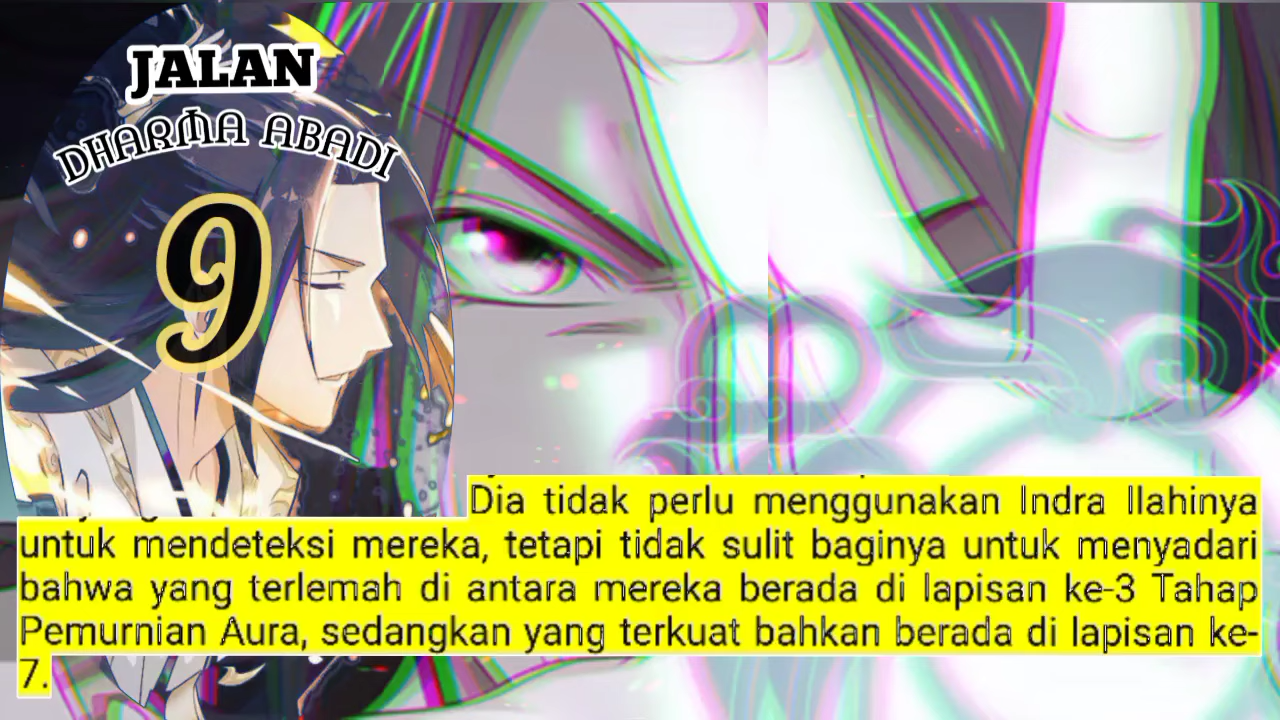 JALAN
DHARMA ABADI
9
Dia tidak perlu menggunakan Indra Ilahinya
untuk mendeteksi mereka, tetapi tidak sulit baginya untuk menyadari
bahwa yang terlemah di antara mereka berada di lapisan ke-3 Tahap
Pemurnian Aura, sedangkan yang terkuat bahkan berada di lapisan ke-
7.